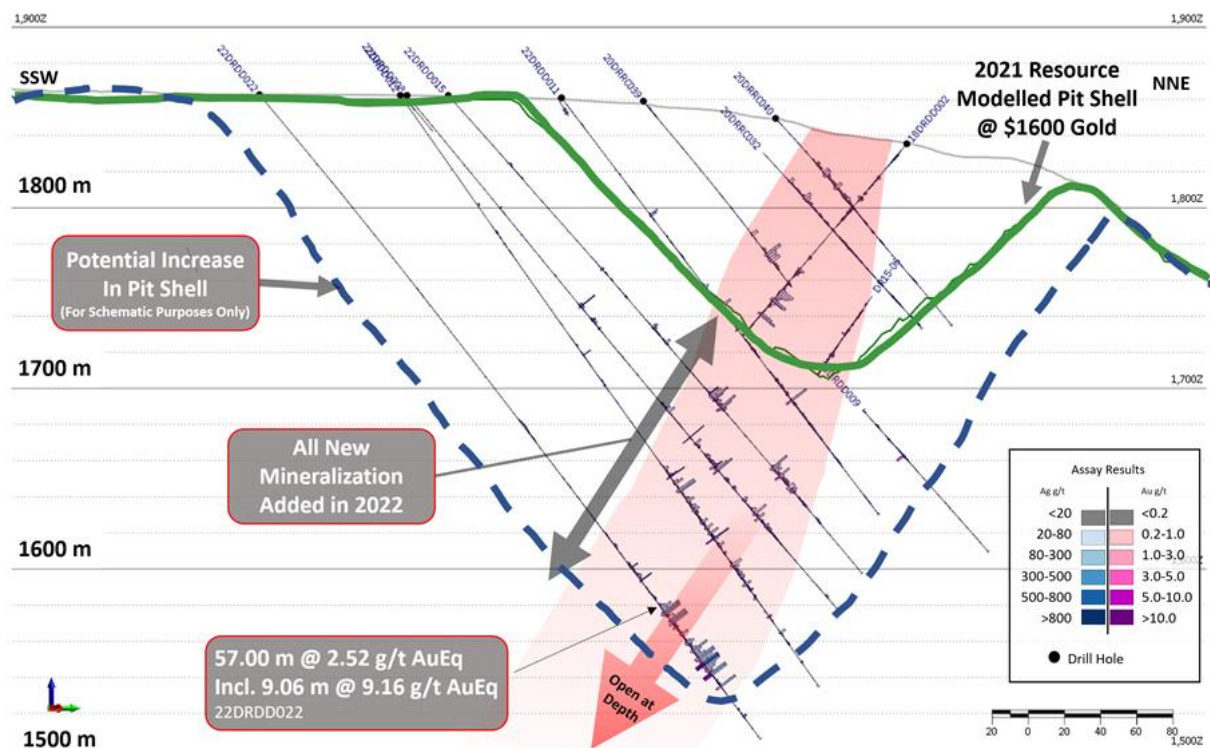 1,900Z
1,900Z
SSW
NNE
2021 Resource
Modelled Pit Shell
@ $1600 Gold
22DRDD022
22DRDD015
22DRDD011
20DRRC039
20DRRC040
20DRRC032
18DRDD002
1800 m
1,800Z
Potential Increase
In Pit Shell
(For Schematic Purposes Only)
1700 m
1,700Z
All New
Mineralization
Added in 2022
1600 m
57.00 m @ 2.52 g/t AuEq
Incl. 9.06 m @ 9.16 g/t AuEq
22DRDD022
Open at
Depth
Assay Results
Ag g/t Au g/t
<20 <0.2
20-80 0.2-1.0
80-300 1.0-3.0
300-500 3.0-5.0
500-800 5.0-10.0
>800 >10.0
Drill Hole
1500 m
20 0 20 40 60 80
1,500Z